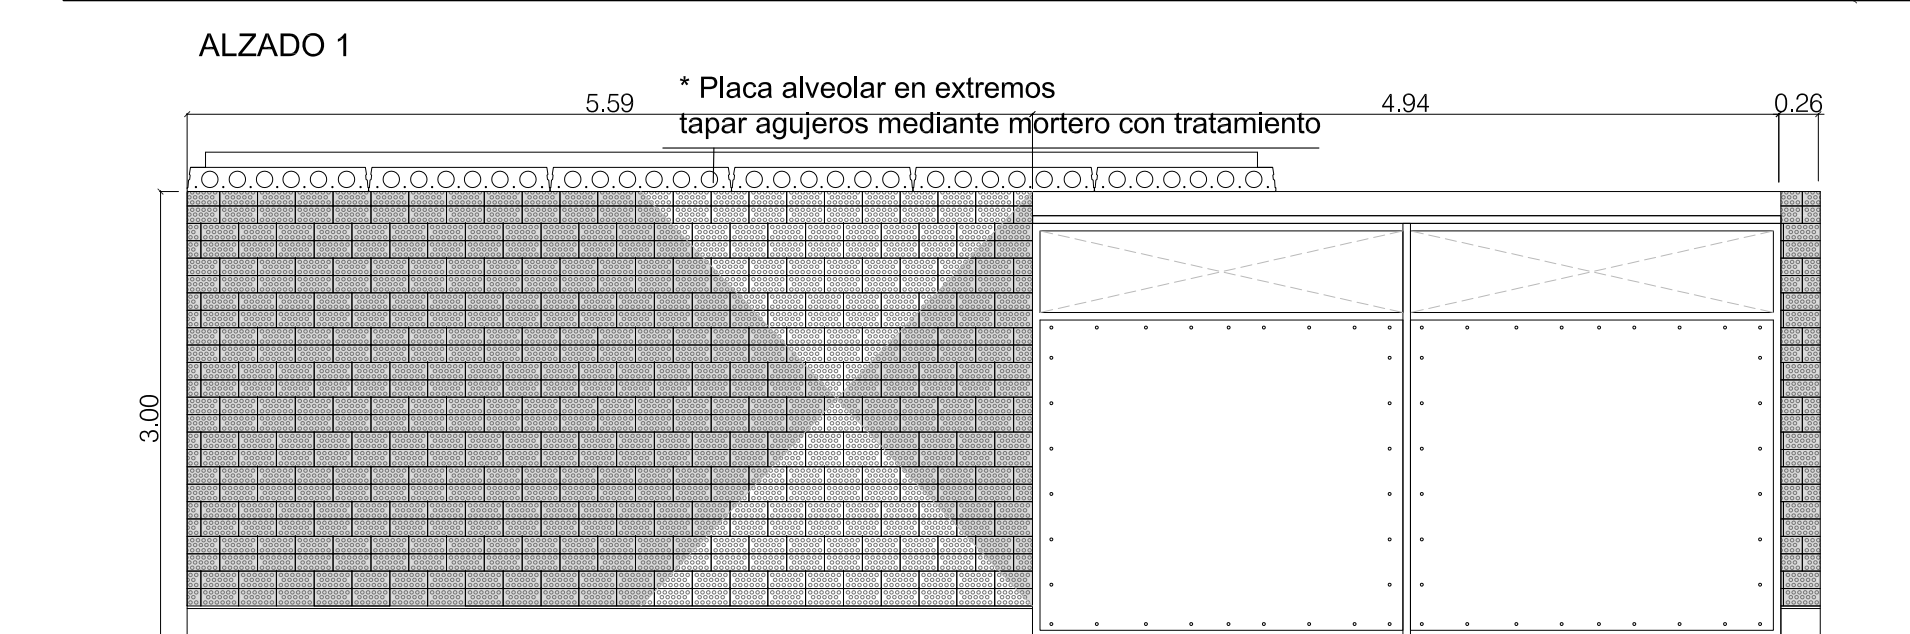 ALZADO 1
* Placa alveolar en extremos
5.59
4.94
0.26
tapar agujeros mediante mortero con tratamiento
3.00